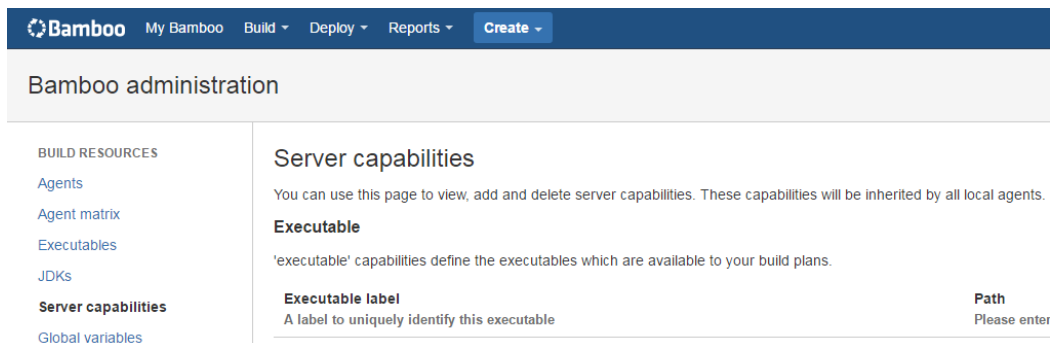 Bamboo My Bamboo Build Deploy Reports Create
Bamboo administration
BUILD RESOURCES
Agents
Agent matrix
Executables
JDKs
Server capabilities
Global variables
Server capabilities
You can use this page to view, add and delete server capabilities. These capabilities will be inherited by all local agents.
Executable
'executable' capabilities define the executables which are available to your build plans.
Executable label Path
A label to uniquely identify this executable Please enter